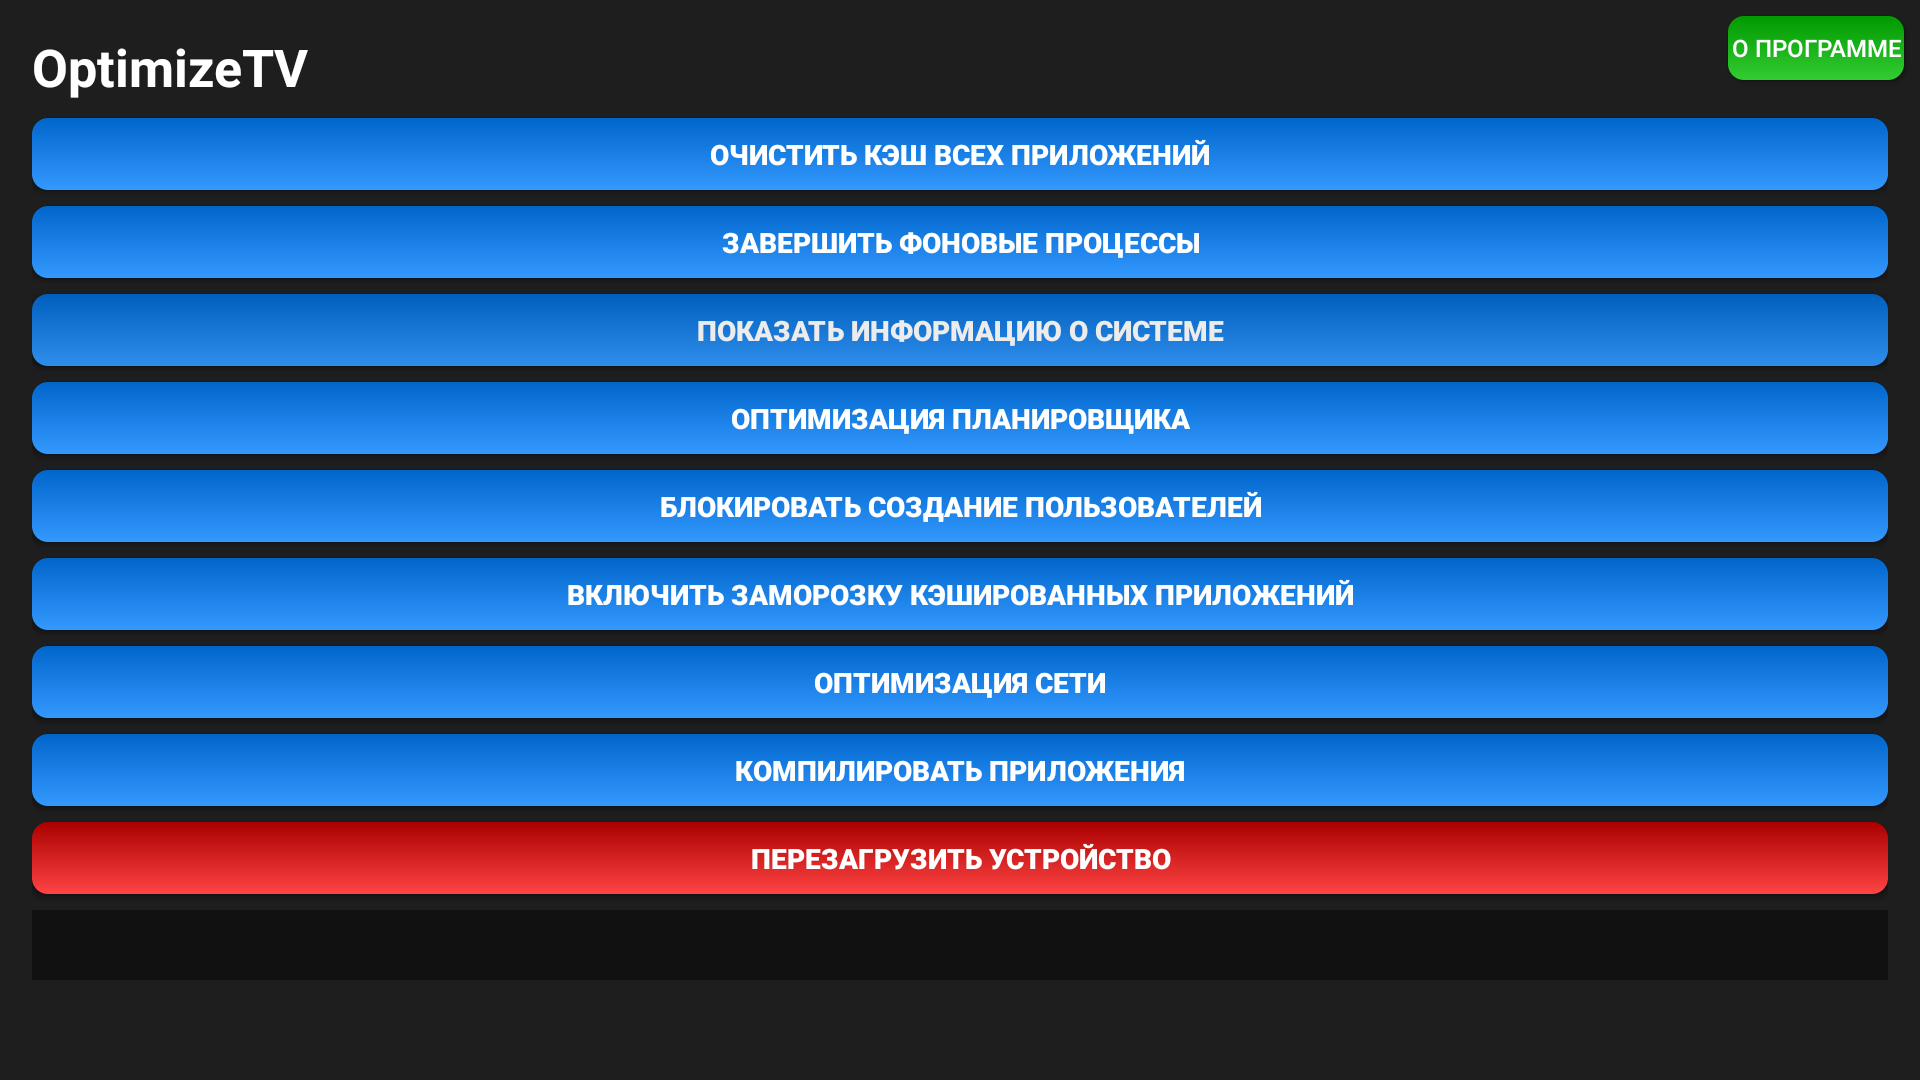 OptimizeTV
О ПРОГРАММЕ
ОЧИСТИТЬ КЭШ ВСЕХ ПРИЛОЖЕНИЙ
ЗАВЕРШИТЬ ФОНОВЫЕ ПРОЦЕССЫ
ПОКАЗАТЬ ИНФОРМАЦИЮ О СИСТЕМЕ
ОПТИМИЗАЦИЯ ПЛАНИРОВЩИКА
БЛОКИРОВАТЬ СОЗДАНИЕ ПОЛЬЗОВАТЕЛЕЙ
ВКЛЮЧИТЬ ЗАМОРОЗКУ КЭШИРОВАННЫХ ПРИЛОЖЕНИЙ
ОПТИМИЗАЦИЯ СЕТИ
КОМПИЛИРОВАТЬ ПРИЛОЖЕНИЯ
ПЕРЕЗАГРУЗИТЬ УСТРОЙСТВО